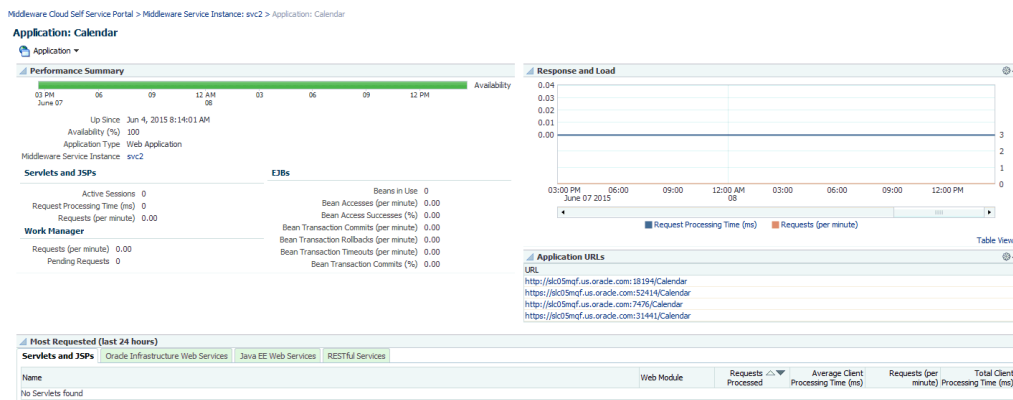 Middleware Cloud Self Service Portal > Middleware Service Instance: svc2 > Application: Calendar
Application: Calendar
Application
Performance Summary
Availability
03 PM 06 09 12 AM 03 06 09 12 PM
June 07 08
Up Since Jun 4, 2015 8:14:01 AM
Availability (%) 100
Application Type Web Application
Middleware Service Instance svc2
Servlets and JSPs
Active Sessions 0
Request Processing Time (ms) 0
Requests (per minute) 0.00
Work Manager
Requests (per minute) 0.00
Pending Requests 0
EJBs
Beans in Use 0
Bean Accesses (per minute) 0.00
Bean Access Successes (%) 0.00
Bean Transaction Commits (per minute) 0.00
Bean Transaction Rollbacks (per minute) 0.00
Bean Transaction Timeouts (per minute) 0.00
Bean Transaction Commits (%) 0.00
Response and Load
0.04
0.03
0.02
0.01
0.00 3
2
1
0
03:00 PM 06:00 09:00 12:00 AM 03:00 06:00 09:00 12:00 PM
June 07 2015 08
Request Processing Time (ms) Requests (per minute)
Table View
Application URLs
URL
http://slc05mqf.us.oracle.com:18194/Calendar
https://slc05mqf.us.oracle.com:52414/Calendar
http://slc05mqf.us.oracle.com:7476/Calendar
https://slc05mqf.us.oracle.com:31441/Calendar
Most Requested (last 24 hours)
Servlets and JSPs Oracle Infrastructure Web Services Java EE Web Services RESTful Services
Name Web Module Requests Processed Average Client Processing Time (ms) Requests (per minute) Total Client Processing Time (ms)
No Servlets found